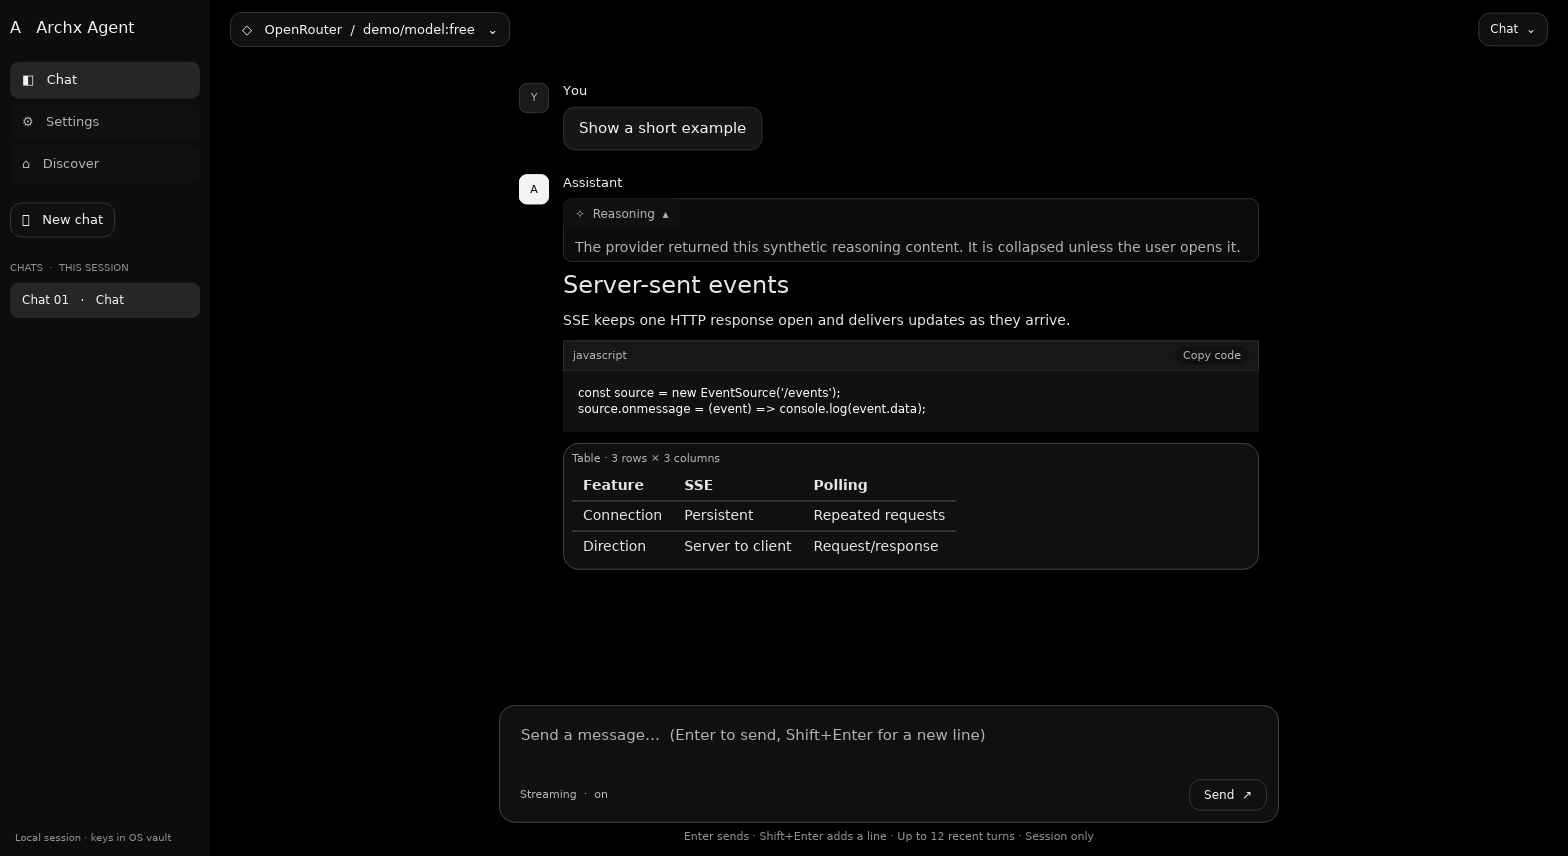 A Archx Agent
Chat
Settings
Discover
New chat
CHATS · THIS SESSION
Chat 01 · Chat
Local session · keys in OS vault
OpenRouter / demo/model:free
Chat
Y
You
Show a short example
A
Assistant
Reasoning
The provider returned this synthetic reasoning content. It is collapsed unless the user opens it.
Server-sent events
SSE keeps one HTTP response open and delivers updates as they arrive.
javascript Copy code
const source = new EventSource('/events');
source.onmessage = (event) => console.log(event.data);
Table · 3 rows × 3 columns
Feature SSE Polling
Connection Persistent Repeated requests
Direction Server to client Request/response
Send a message… (Enter to send, Shift+Enter for a new line)
Streaming · on
Send ↗
Enter sends · Shift+Enter adds a line · Up to 12 recent turns · Session only